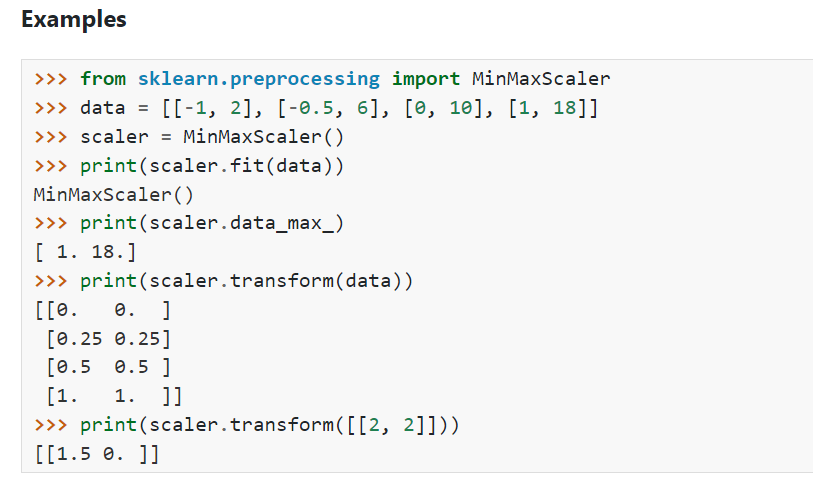 Examples
>>> from sklearn.preprocessing import MinMaxScaler
>>> data = [[-1, 2], [-0.5, 6], [0, 10], [1, 18]]
>>> scaler = MinMaxScaler()
>>> print(scaler.fit(data))
MinMaxScaler()
>>> print(scaler.data_max_)
[ 1. 18.]
>>> print(scaler.transform(data))
[[0.   0.  ]
 [0.25 0.25]
 [0.5  0.5 ]
 [1.   1.  ]]
>>> print(scaler.transform([[2, 2]]))
[[1.5 0. ]]